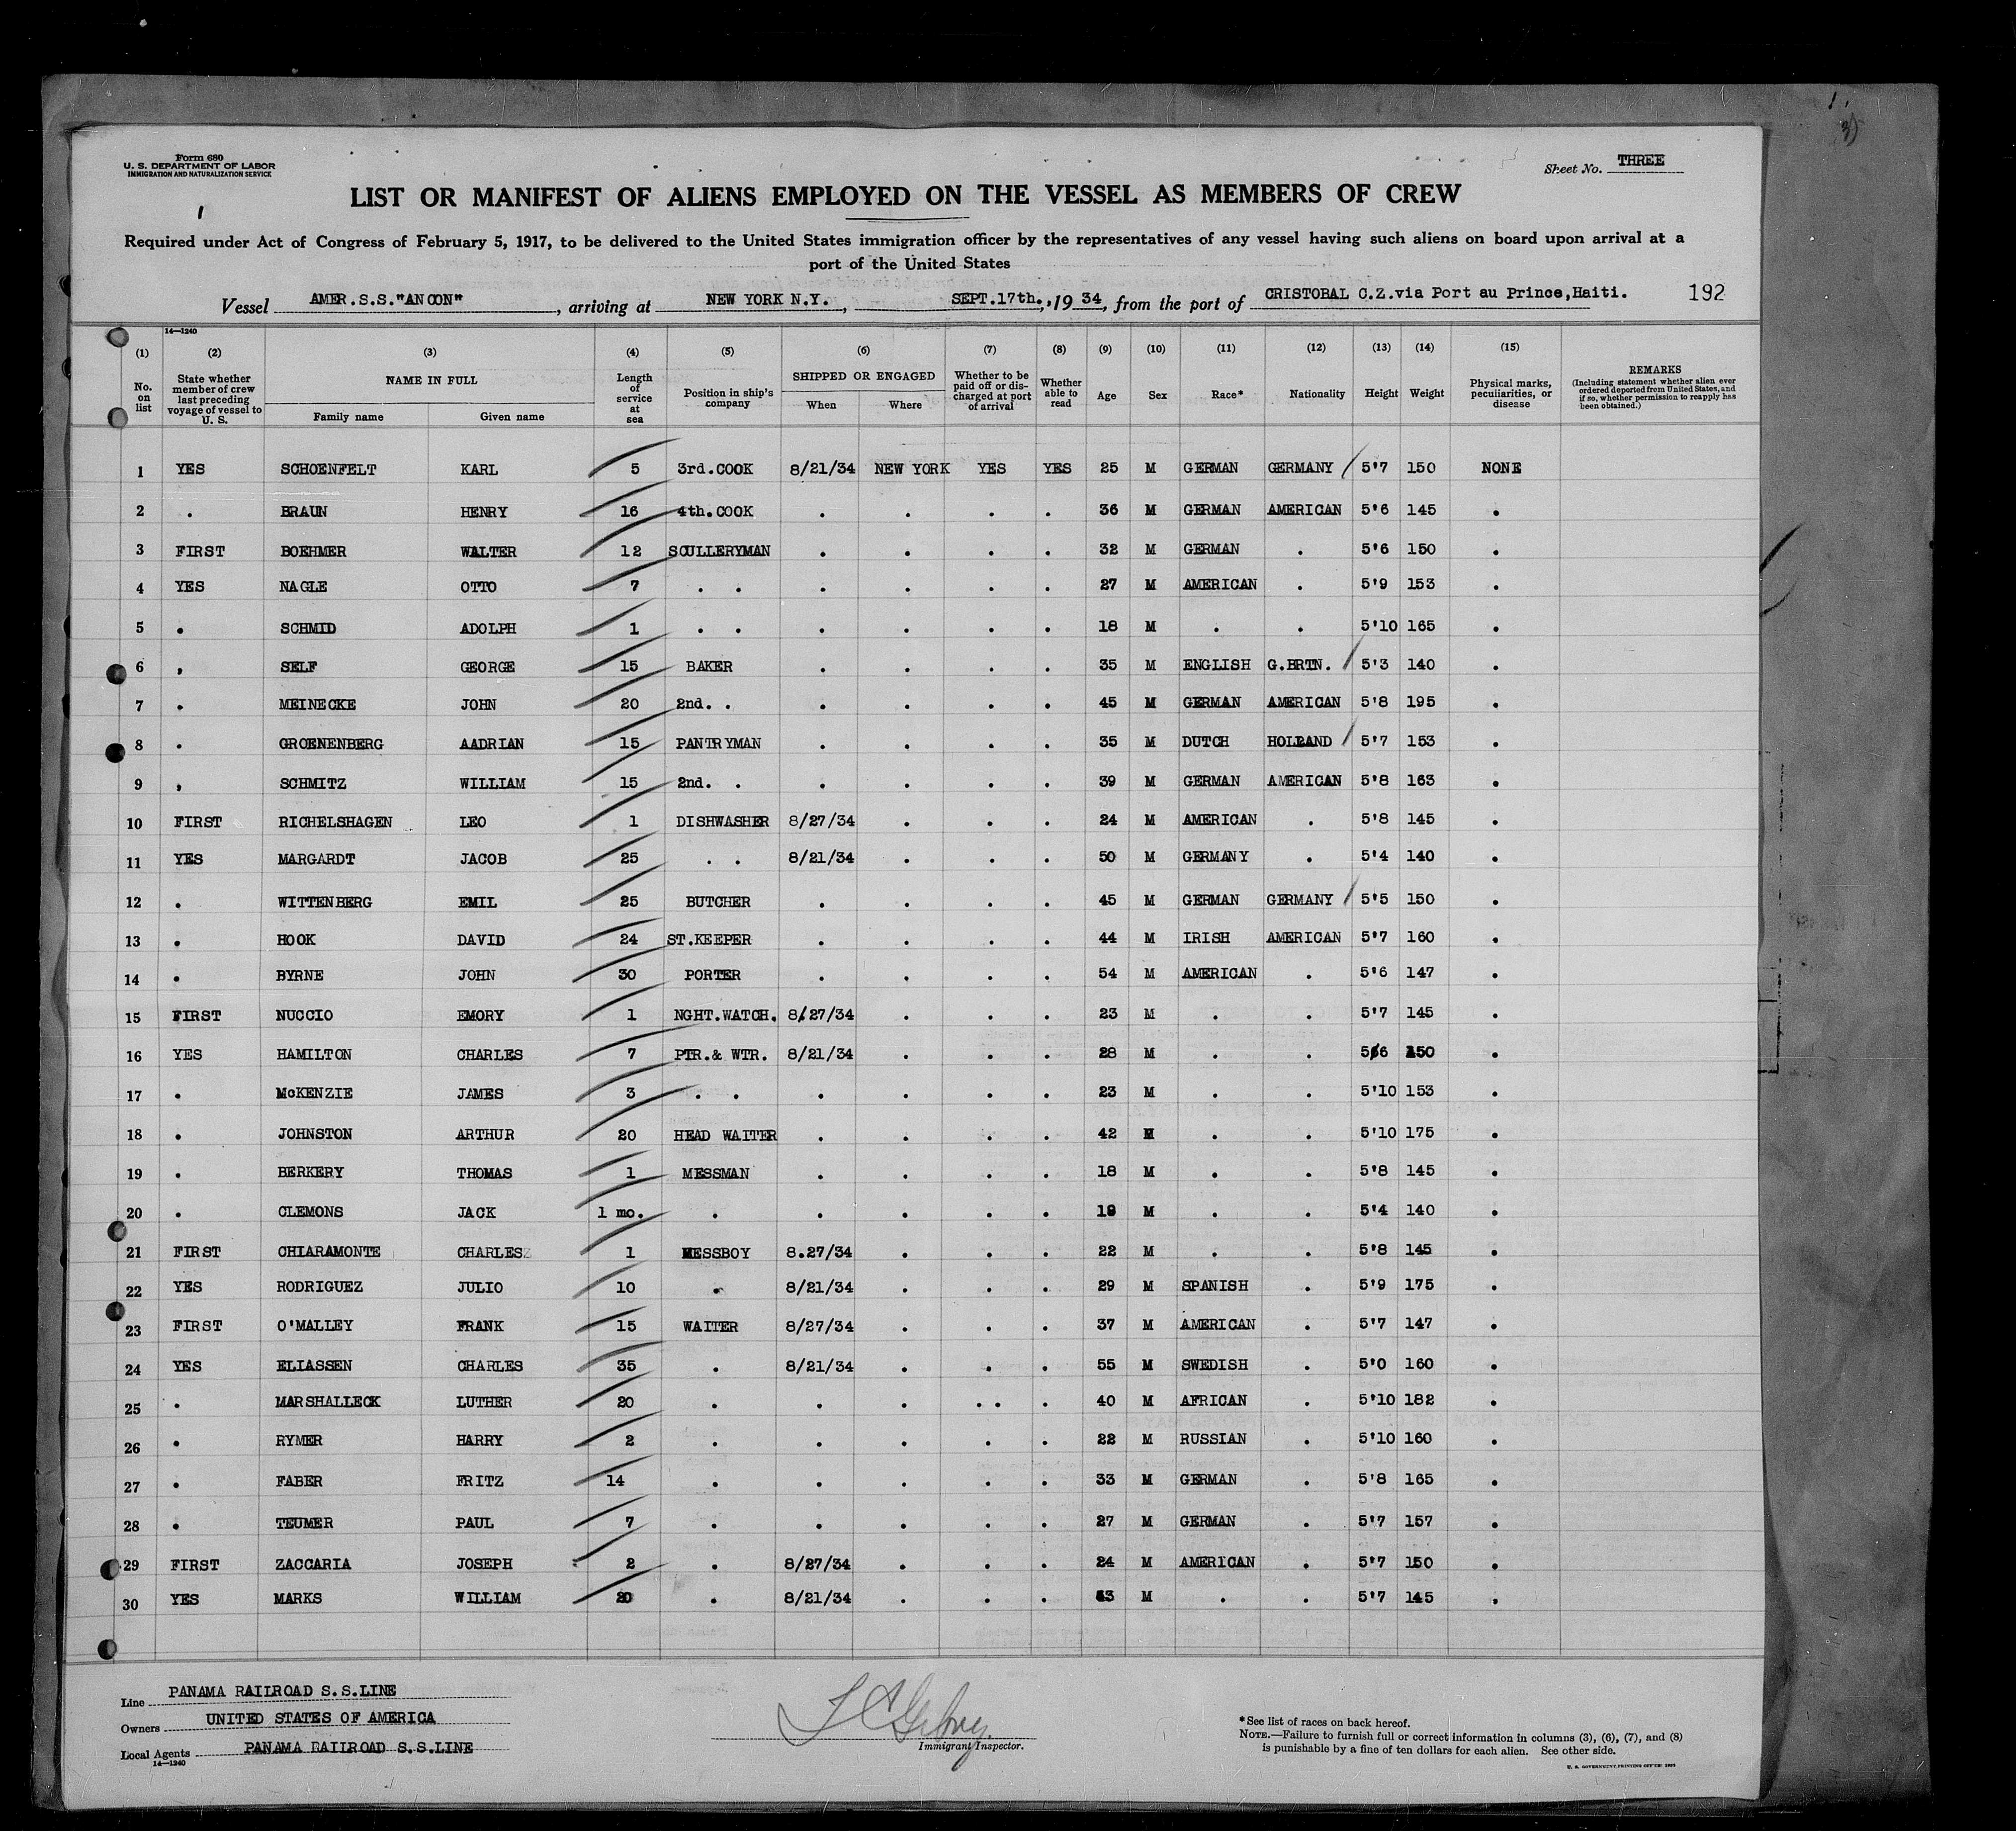 Form 680
U. S. DEPARTMENT OF LABOR
IMMIGRATION AND NATURALIZATION SERVICE
Sheet No. THREE
LIST OR MANIFEST OF ALIENS EMPLOYED ON THE VESSEL AS MEMBERS OF CREW
Required under Act of Congress of February 5, 1917, to be delivered to the United States immigration officer by the representatives of any vessel having such aliens on board upon arrival at a
port of the United States
Vessel AMER.S.S."ANCON", arriving at NEW YORK N.Y., SEPT.17th., 1934, from the port of CRISTOBAL C.Z.via Port au Prince,Haiti. 192
14—1240
(1) (2) (3) (4) (5) (6) (7) (8) (9) (10) (11) (12) (13) (14) (15)
No. on list State whether member of crew last preceding voyage of vessel to U. S. NAME IN FULL Family name Given name Length of service at sea Position in ship's company SHIPPED OR ENGAGED When Where Whether to be paid off or discharged at port of arrival Whether able to read Age Sex Race* Nationality Height Weight Physical marks, peculiarities, or disease REMARKS (Including statement whether alien ever ordered deported from United States, and if so, whether permission to reapply has been obtained.)
1 YES SCHOENFELT KARL 5 3rd.COOK 8/21/34 NEW YORK YES YES 25 M GERMAN GERMANY 5'7 150 NONE
2 . BRAUN HENRY 16 4th.COOK . . . . 36 M GERMAN AMERICAN 5'6 145 .
3 FIRST BOEHMER WALTER 12 SCULLERYMAN . . . . 32 M GERMAN . 5'6 150 .
4 YES NAGLE OTTO 7 . . . . . . 27 M AMERICAN . 5'9 153 .
5 . SCHMID ADOLPH 1 . . . . . . 18 M . . 5'10 165 .
6 , SELF GEORGE 15 BAKER . . . . 35 M ENGLISH G.BRTN. 5'3 140 .
7 . MEINECKE JOHN 20 2nd. . . . . . 45 M GERMAN AMERICAN 5'8 195 .
8 . GROENENBERG AADRIAN 15 PANTRYMAN . . . . 35 M DUTCH HOLLAND 5'7 153 .
9 , SCHMITZ WILLIAM 15 2nd. . . . . . 39 M GERMAN AMERICAN 5'8 163 .
10 FIRST RICHELSHAGEN LEO 1 DISHWASHER 8/27/34 . . . 24 M AMERICAN . 5'8 145 .
11 YES MARGARDT JACOB 25 . . 8/21/34 . . . 50 M GERMANY . 5'4 140 .
12 . WITTENBERG EMIL 25 BUTCHER . . . . 45 M GERMAN GERMANY 5'5 150 .
13 . HOOK DAVID 24 ST.KEEPER . . . . 44 M IRISH AMERICAN 5'7 160 .
14 . BYRNE JOHN 30 PORTER . . . . 54 M AMERICAN . 5'6 147 .
15 FIRST NUCCIO EMORY 1 NGHT.WATCH. 8/27/34 . . . 23 M . . 5'7 145 .
16 YES HAMILTON CHARLES 7 PTR.& WTR. 8/21/34 . . . 28 M . . 5'6 150 .
17 . McKENZIE JAMES 3 . . . . . . 23 M . . 5'10 153 .
18 . JOHNSTON ARTHUR 20 HEAD WAITER . . . . 42 M . . 5'10 175 .
19 . BERKERY THOMAS 1 MESSMAN . . . . 18 M . . 5'8 145 .
20 . CLEMONS JACK 1 mo. . . . . . M . . 5'4 140 .
21 FIRST CHIARAMONTE CHARLES 1 MESSBOY 8.27/34 . . . 22 M . . 5'8 145 .
22 YES RODRIGUEZ JULIO 10 . 8/21/34 . . . 29 M SPANISH . 5'9 175 .
23 FIRST O'MALLEY FRANK 15 WAITER 8/27/34 . . . 37 M AMERICAN . 5'7 147 .
24 YES ELIASSEN CHARLES 35 . 8/21/34 . . . 55 M SWEDISH . 5'0 160 .
25 . MARSHALLECK LUTHER 20 . . . . . . 40 M AFRICAN . 5'10 182 .
26 . RYMER HARRY 2 . . . . . 22 M RUSSIAN . 5'10 160 .
27 . FABER FRITZ 14 . . . . . 33 M GERMAN . 5'8 165 .
28 . TEUMER PAUL 7 . . . . . 27 M GERMAN . 5'7 157 .
29 FIRST ZACCARIA JOSEPH 2 . 8/27/34 . . . 24 M AMERICAN . 5'7 150 .
30 YES MARKS WILLIAM 20 . 8/21/34 . . . M . . 5'7 145 .
Line PANAMA RAILROAD S.S.LINE
Owners UNITED STATES OF AMERICA
Local Agents PANAMA RAILROAD S.S.LINE
14—1240
Immigrant Inspector.
*See list of races on back hereof.
NOTE.—Failure to furnish full or correct information in columns (3), (6), (7), and (8)
is punishable by a fine of ten dollars for each alien. See other side.